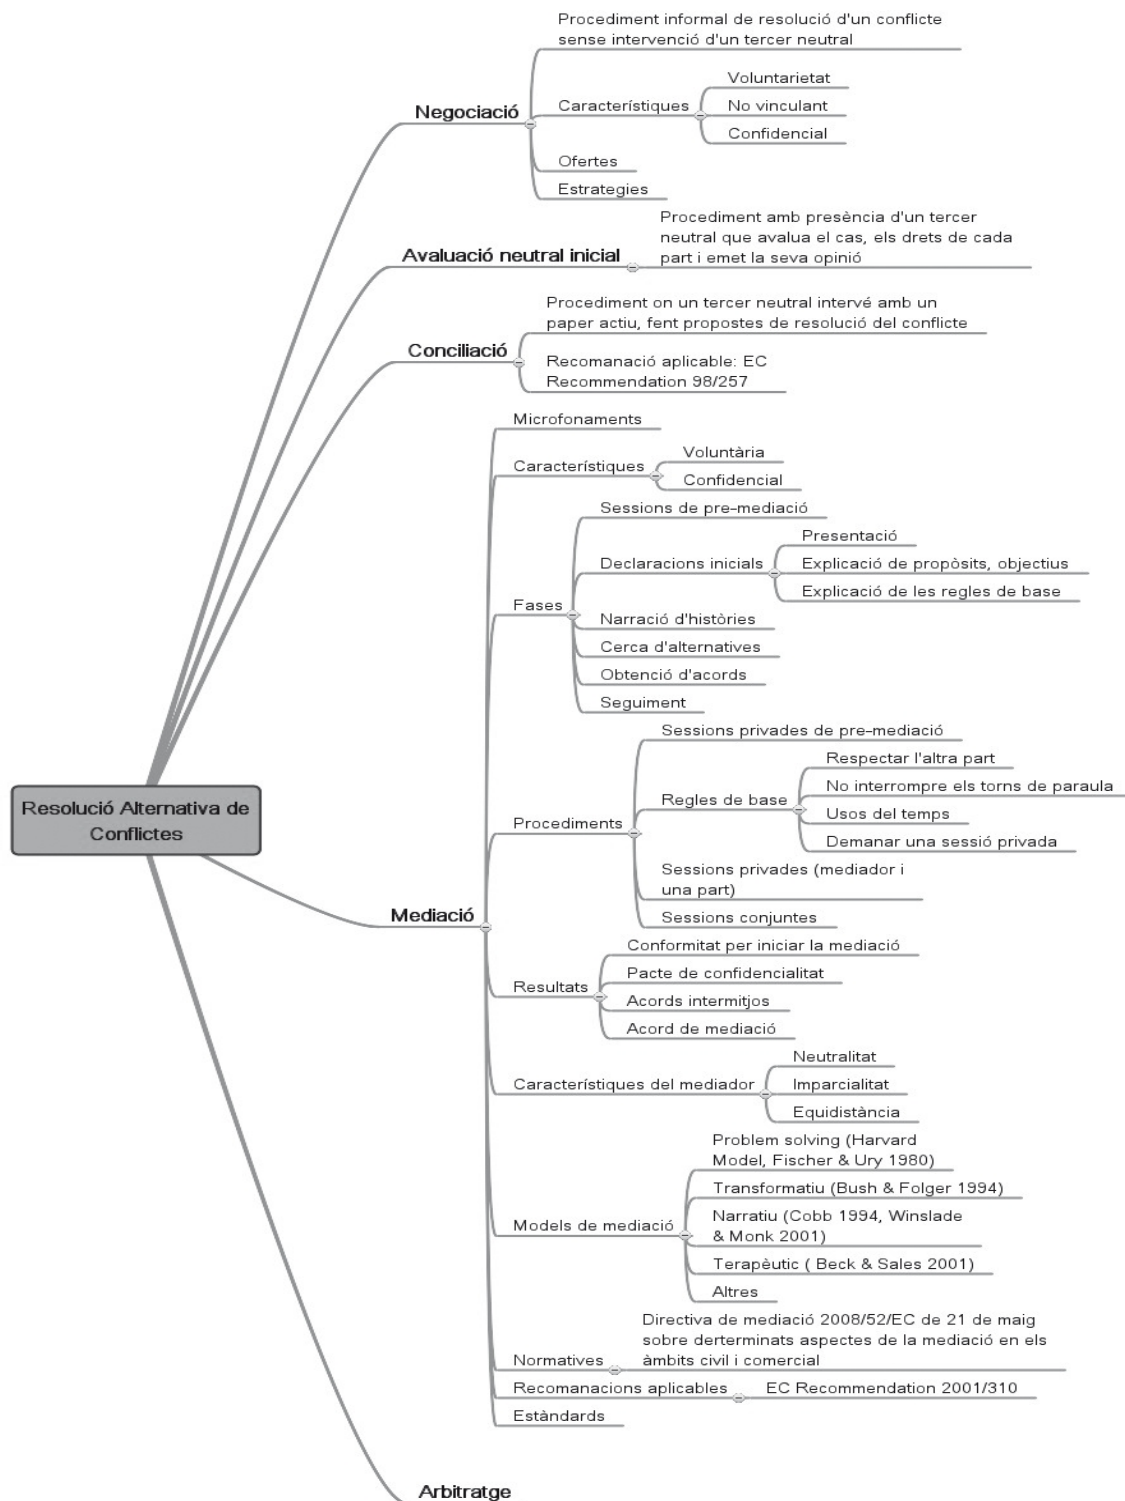 Procediment informal de resolució d'un conflicte
sense intervenció d'un tercer neutral
Voluntarietat
Negociació
Característiques
No vinculant
Confidencial
Ofertes
Estrategies
Procediment amb presència d'un tercer
neutral que avalua el cas, els drets de cada
part i emet la seva opinió
Avaluació neutral inicial
Procediment on un tercer neutral intervé amb un
paper actiu, fent propostes de resolució del conflicte
Conciliació
Recomanació aplicable: EC
Recommendation 98/257
Microfonaments
Voluntària
Característiques
Confidencial
Sessions de pre-mediació
Presentació
Declaracions inicials
Explicació de propòsits, objectius
Explicació de les regles de base
Fases
Narració d'històries
Cerca d'alternatives
Obtenció d'acords
Seguiment
Sessions privades de pre-mediació
Respectar l'altra part
No interrompre els torns de paraula
Regles de base
Usos del temps
Demanar una sessió privada
Resolució Alternativa de
Conflictes
Procediments
Sessions privades (mediador i
una part)
Sessions conjuntes
Mediació
Conformitat per iniciar la mediació
Pacte de confidencialitat
Resultats
Acords intermitjos
Acord de mediació
Neutralitat
Característiques del mediador
Imparcialitat
Equidistància
Problem solving (Harvard
Model, Fischer & Ury 1980)
Transformatiu (Bush & Folger 1994)
Models de mediació
Narratiu (Cobb 1994, Winslade
& Monk 2001)
Terapèutic ( Beck & Sales 2001)
Altres
Directiva de mediació 2008/52/EC de 21 de maig
sobre derterminats aspectes de la mediació en els
àmbits civil i comercial
Normatives
Recomanacions aplicables
EC Recommendation 2001/310
Estàndards
Arbitratge